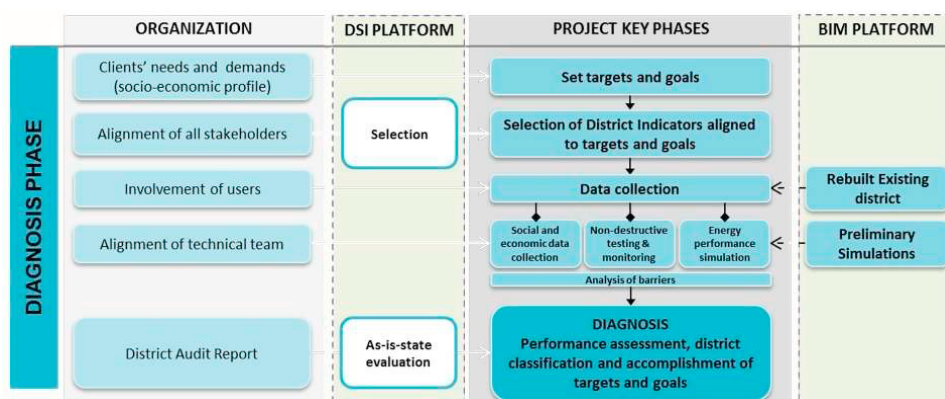 ORGANIZATION
DSI PLATFORM
PROJECT KEY PHASES
BIM PLATFORM
DIAGNOSIS PHASE
Clients' needs and demands
(socio-economic profile)
Set targets and goals
Alignment of all stakeholders
Selection
Selection of District Indicators aligned
to targets and goals
Involvement of users
Data collection
Rebuilt Existing
district
Alignment of technical team
Social and
economic data
collection
Non-destructive
testing &
monitoring
Energy
performance
simulation
Preliminary
Simulations
Analysis of barriers
District Audit Report
As-is-state
evaluation
DIAGNOSIS
Performance assessment, district
classification and accomplishment of
targets and goals